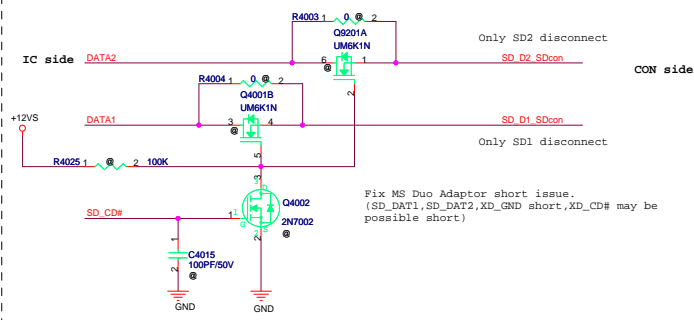 R4003 1 0 @ 2
Q9201A
UM6K1N
Only SD2 disconnect
IC side
DATA2
6
1
SD_D2_SDcon
CON side
@
2
R4004 1 0 @ 2
Q4001B
UM6K1N
+12VS
DATA1
3
4
SD_D1_SDcon
@
Only SD1 disconnect
5
R4025 1 @ 2 100K
3
3
D
Q4002
Fix MS Duo Adaptor short issue.
(SD_DAT1,SD_DAT2,XD_GND short,XD_CD# may be
possible short)
SD_CD#
1
1
G
2N7002
2
S
@
2
1
C4015
100PF/50V
2
@
GND
GND